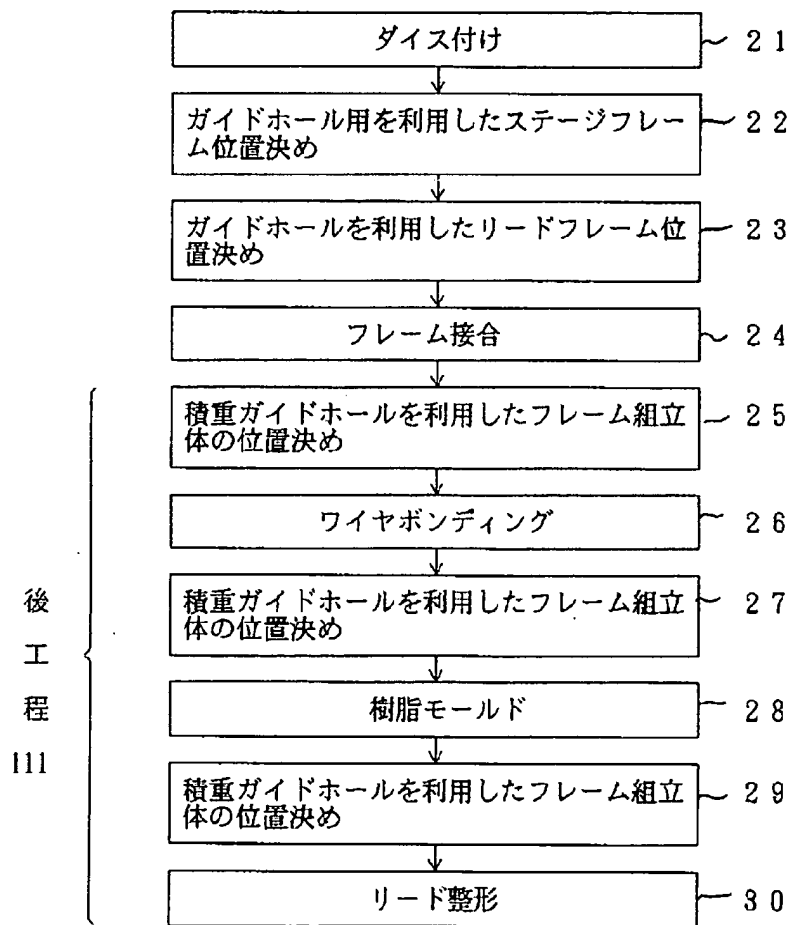 ダイス付け
21
ガイドホール用を利用したステージフレー
ム位置決め
22
ガイドホールを利用したリードフレーム位
置決め
23
フレーム接合
24
積重ガイドホールを利用したフレーム組立
体の位置決め
25
ワイヤボンディング
26
積重ガイドホールを利用したフレーム組立
体の位置決め
27
樹脂モールド
28
積重ガイドホールを利用したフレーム組立
体の位置決め
29
リード整形
30
後
工
程
111